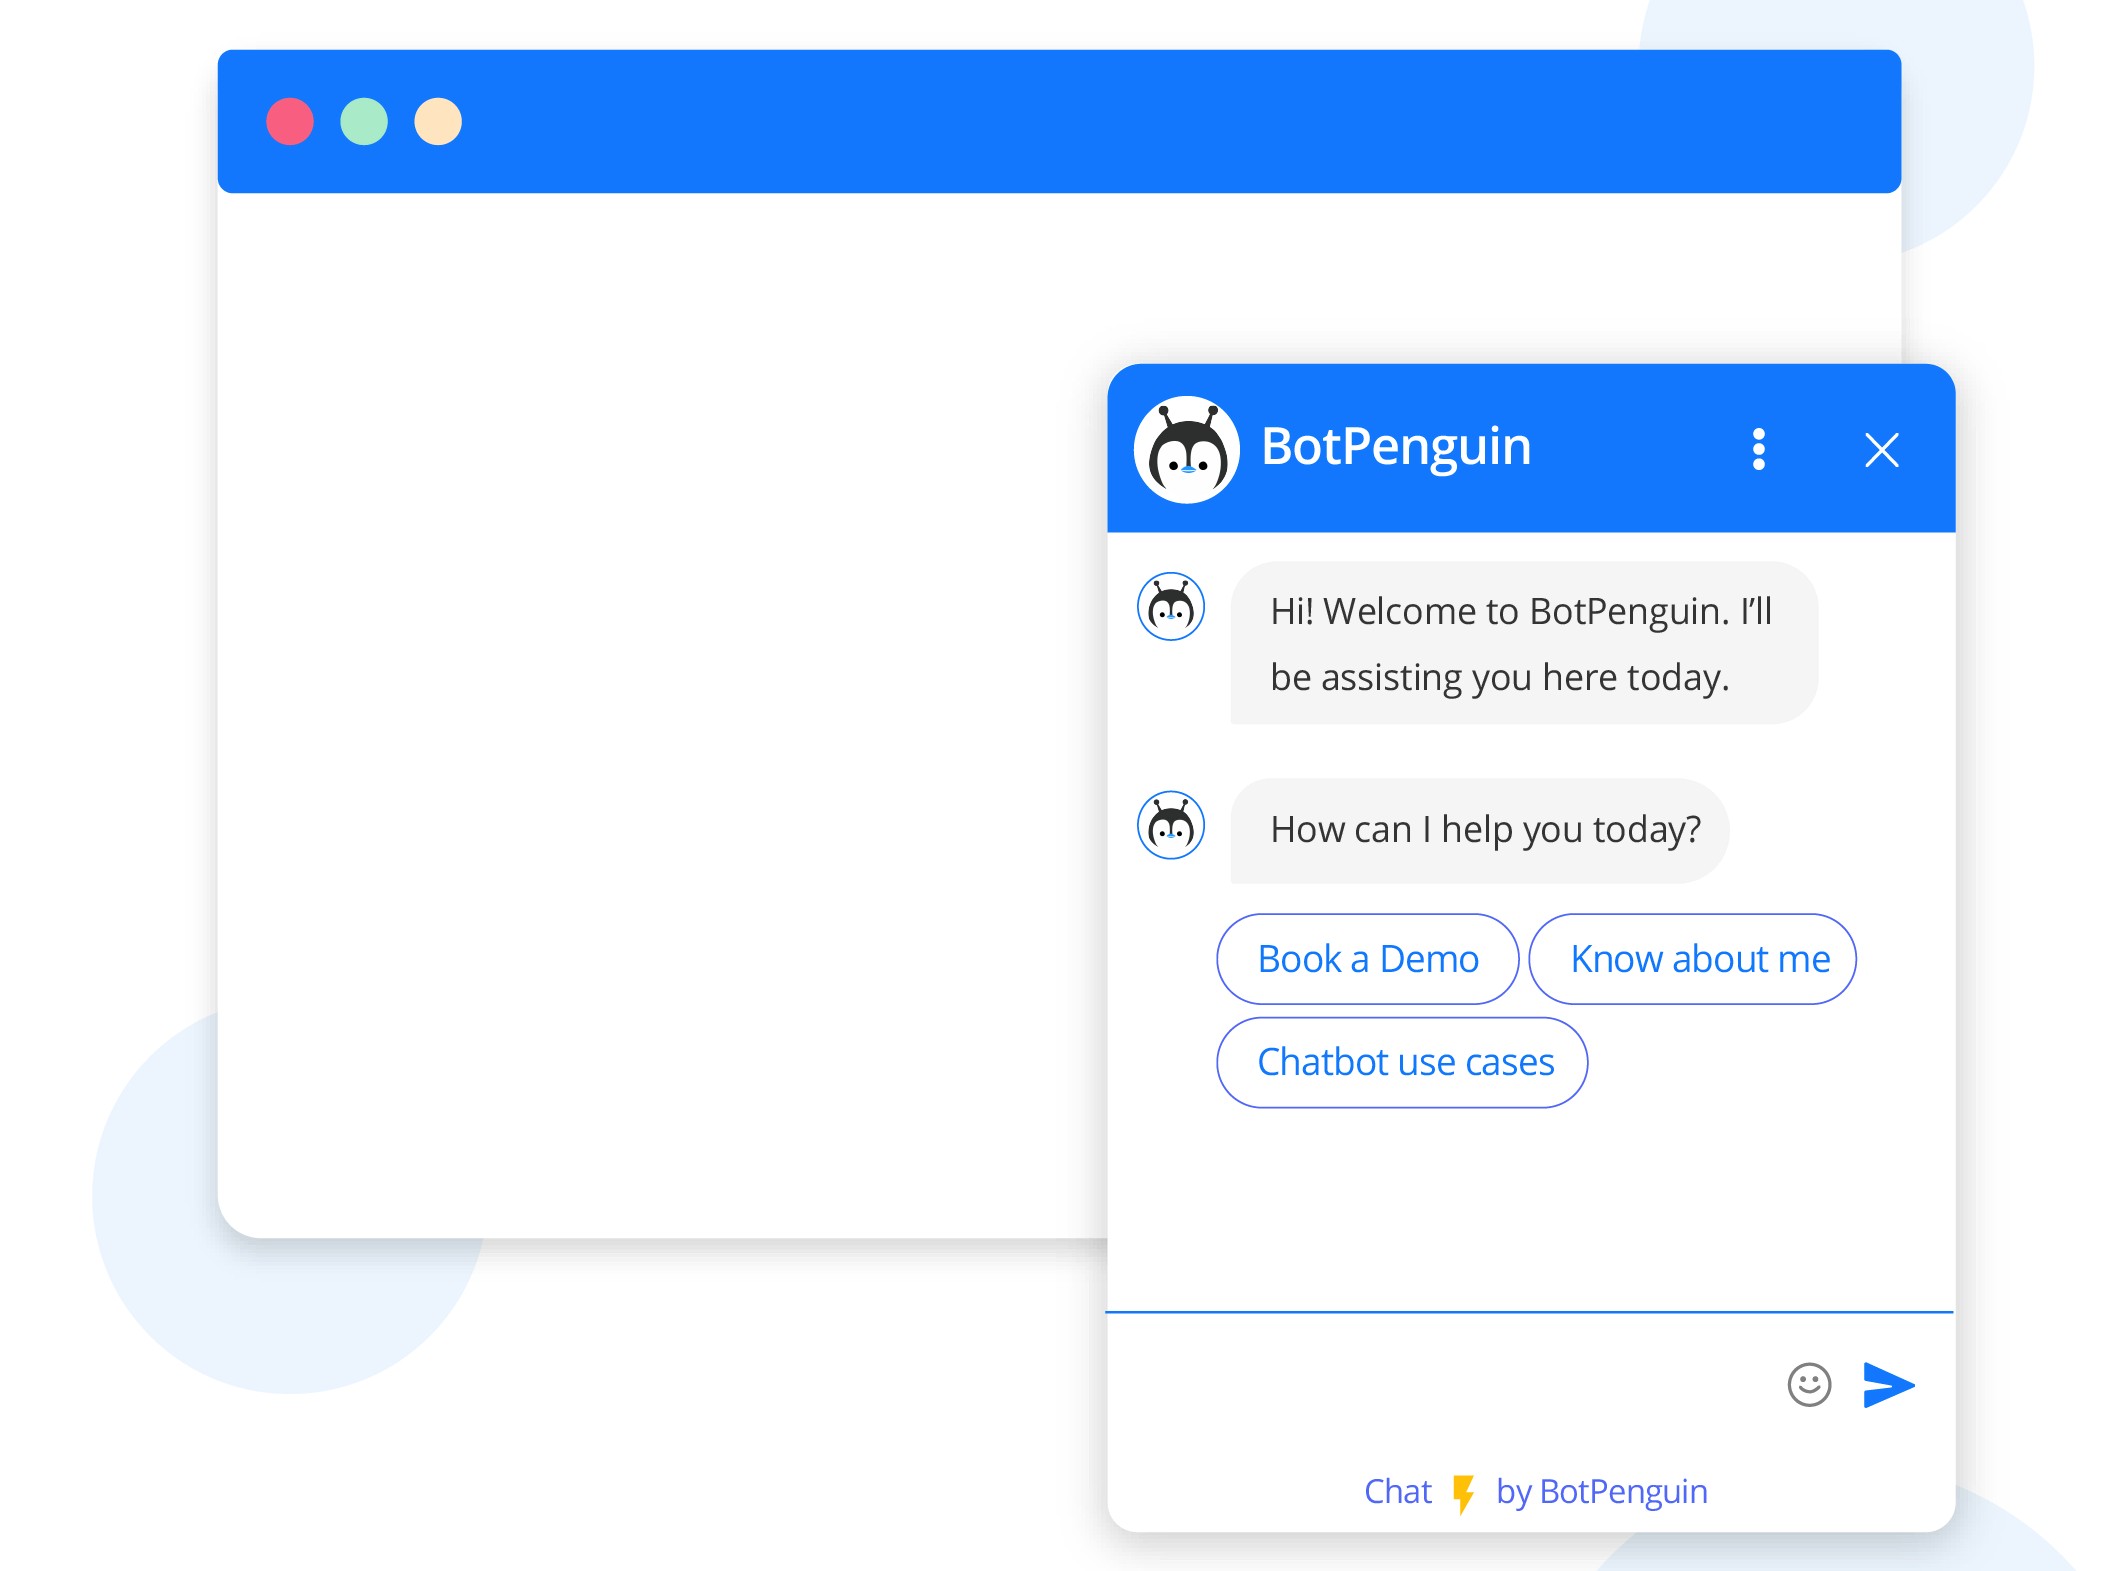 BotPenguin
Hi! Welcome to BotPenguin. I’ll
be assisting you here today.
How can I help you today?
Book a Demo
Know about me
Chatbot use cases
Chat by BotPenguin